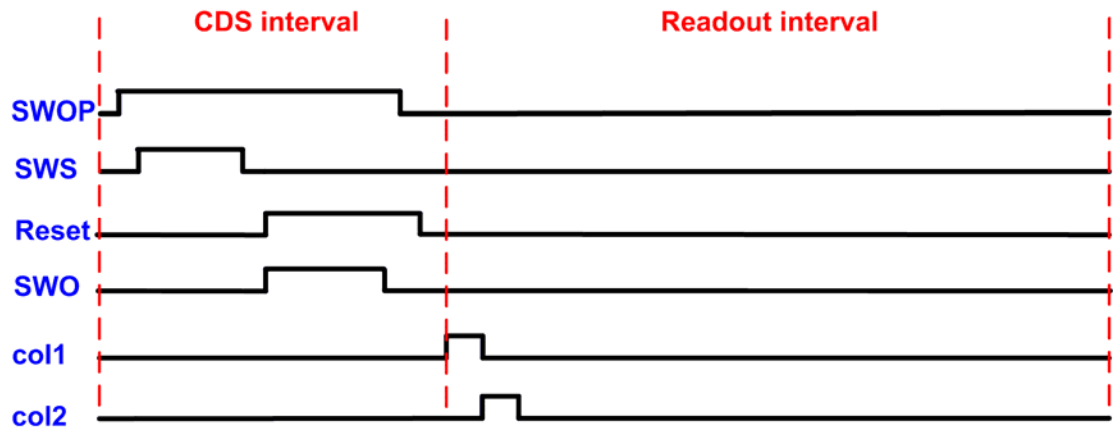 CDS interval
Readout interval
SWOP
SWS
Reset
SWO
col1
col2